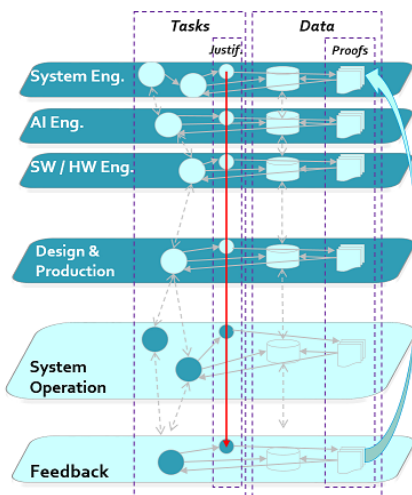 Tasks
Data
Justif.
Proofs
System Eng.
AI Eng.
SW / HW Eng.
Design &
Production
System
Operation
Feedback